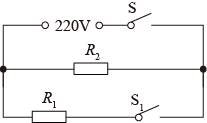 220V S
R₂
R₁ S₁